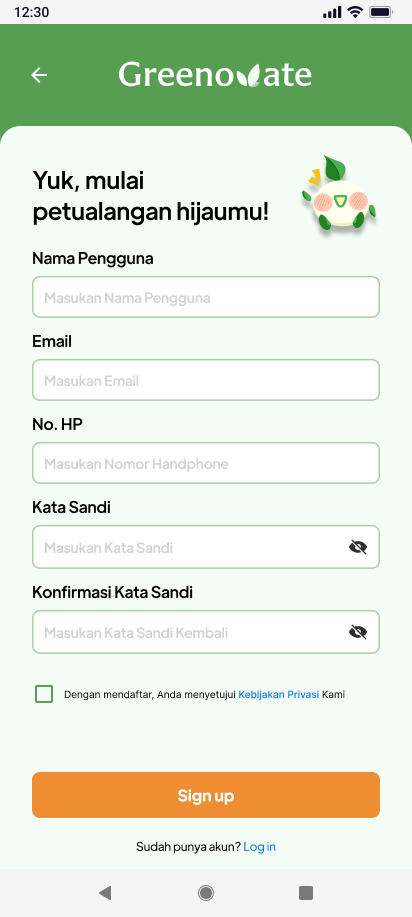 12:30
Greenovate
Yuk, mulai
petualangan hijaumu!
Nama Pengguna
Masukan Nama Pengguna
Email
Masukan Email
No. HP
Masukan Nomor Handphone
Kata Sandi
Masukan Kata Sandi
Konfirmasi Kata Sandi
Masukan Kata Sandi Kembali
Dengan mendaftar, Anda menyetujui Kebijakan Privasi Kami
Sign up
Sudah punya akun? Log in